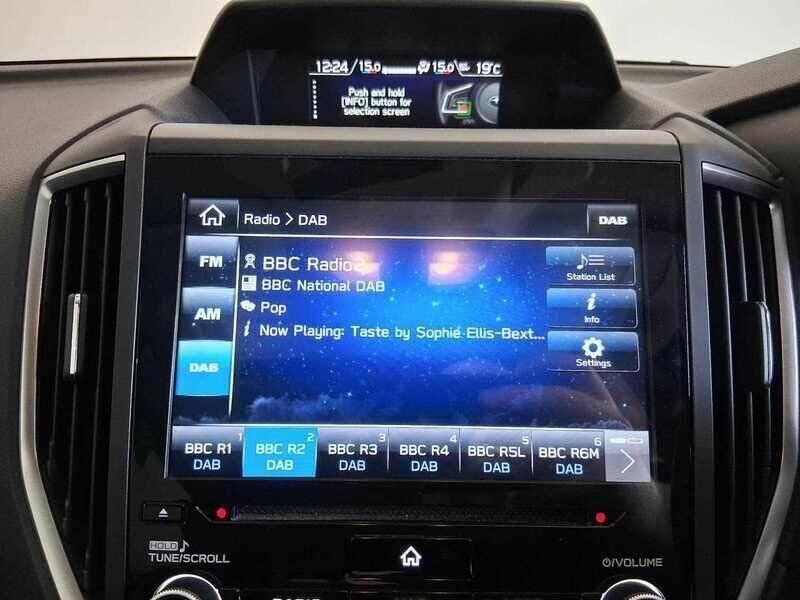 12:24 15.0 15.0 19°C
Push and hold
[INFO] button for
selection screen
Radio > DAB
DAB
FM
BBC Radio2
Station List
BBC National DAB
AM
Pop
i Info
i Now Playing: Taste by Sophie Ellis-Bext...
DAB
Settings
1 2 3 4 5 6
BBC R1 BBC R2 BBC R3 BBC R4 BBC R5L BBC R6M
DAB DAB DAB DAB DAB DAB
HOLD
TUNE/SCROLL
/VOLUME